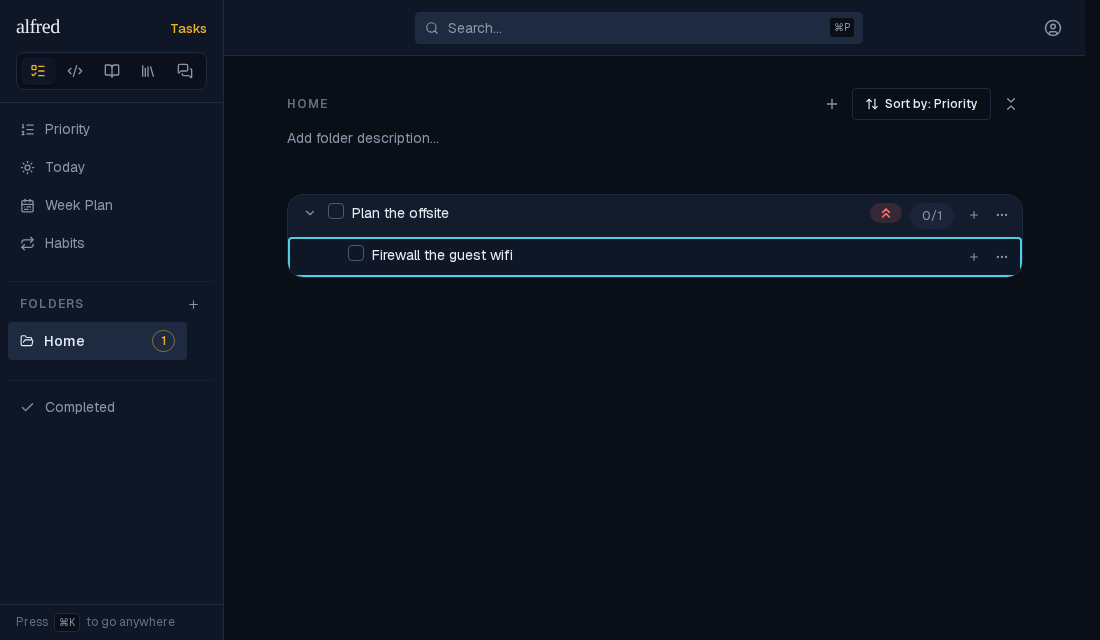 alfred
Tasks
Search...
⌘P
Priority
Today
Week Plan
Habits
FOLDERS
Home
1
Completed
Press ⌘K to go anywhere
HOME
Sort by: Priority
Add folder description...
Plan the offsite
0/1
Firewall the guest wifi